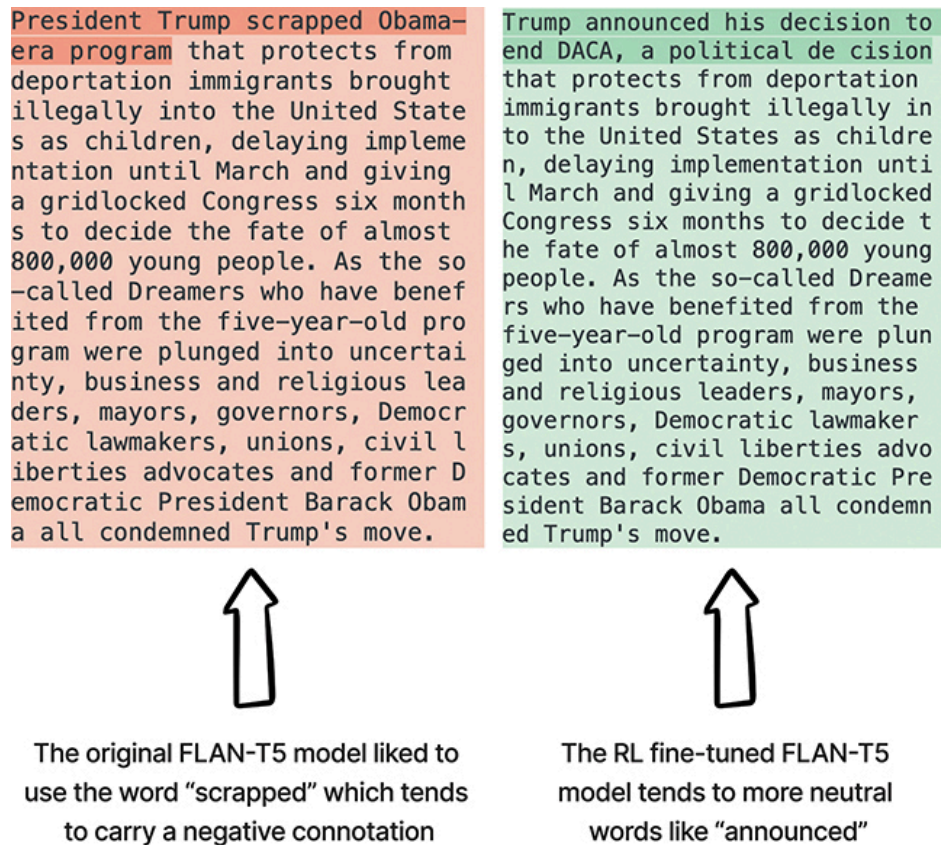 President Trump scrapped Obama-
era program that protects from
deportation immigrants brought
illegally into the United State
s as children, delaying impleme
ntation until March and giving
a gridlocked Congress six month
s to decide the fate of almost
800,000 young people. As the so
-called Dreamers who have benef
ited from the five-year-old pro
gram were plunged into uncertai
nty, business and religious lea
ders, mayors, governors, Democr
atic lawmakers, unions, civil l
iberties advocates and former D
emocratic President Barack Obam
a all condemned Trump's move.
Trump announced his decision to
end DACA, a political de cision
that protects from deportation
immigrants brought illegally in
to the United States as childre
n, delaying implementation unti
l March and giving a gridlocked
Congress six months to decide t
he fate of almost 800,000 young
people. As the so-called Dreame
rs who have benefited from the
five-year-old program were plun
ged into uncertainty, business
and religious leaders, mayors,
governors, Democratic lawmaker
s, unions, civil liberties advo
cates and former Democratic Pre
sident Barack Obama all condemn
ed Trump's move.
The original FLAN-T5 model liked to
use the word “scrapped” which tends
to carry a negative connotation
The RL fine-tuned FLAN-T5
model tends to more neutral
words like “announced”